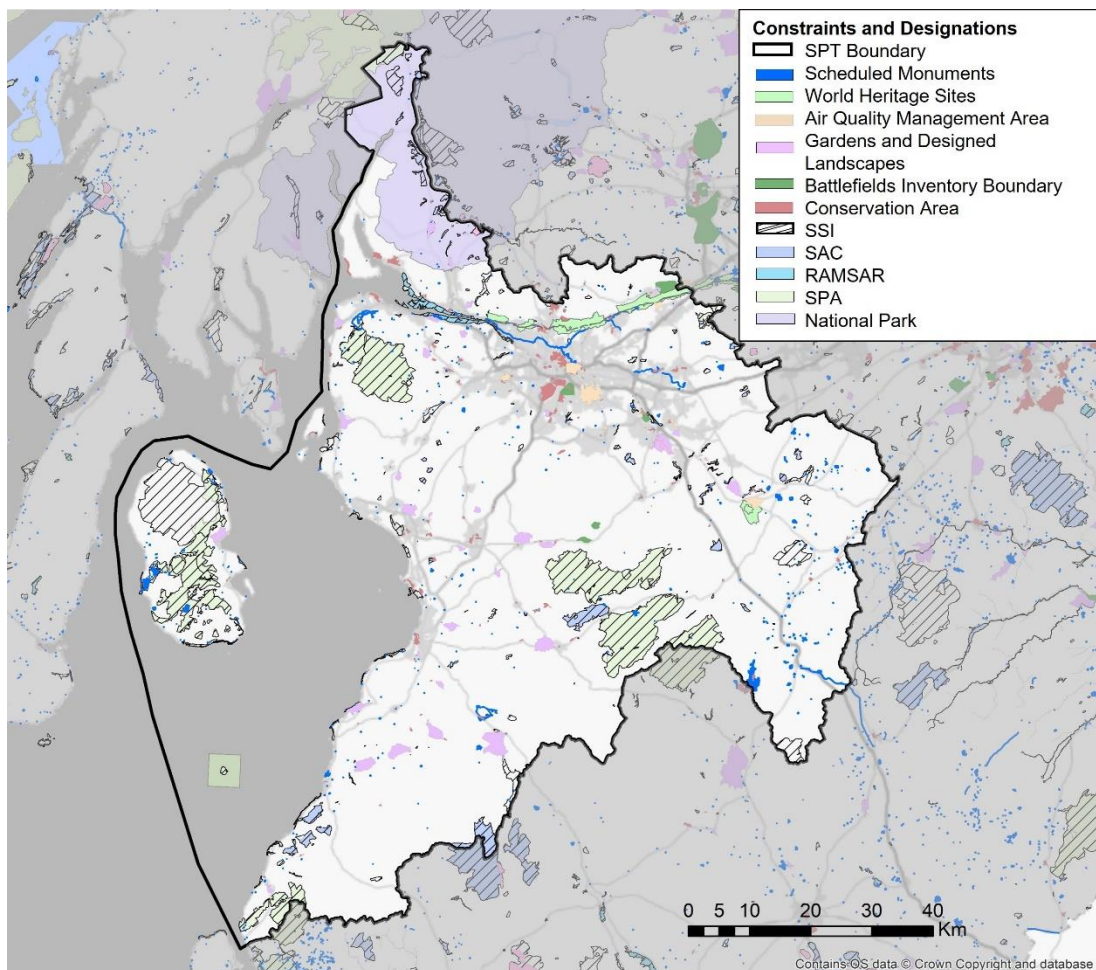 Constraints and Designations
SPT Boundary
Scheduled Monuments
World Heritage Sites
Air Quality Management Area
Gardens and Designed
Landscapes
Battlefields Inventory Boundary
Conservation Area
SSI
SAC
RAMSAR
SPA
National Park
0 5 10 20 30 40
Km
Contains OS data © Crown Copyright and database